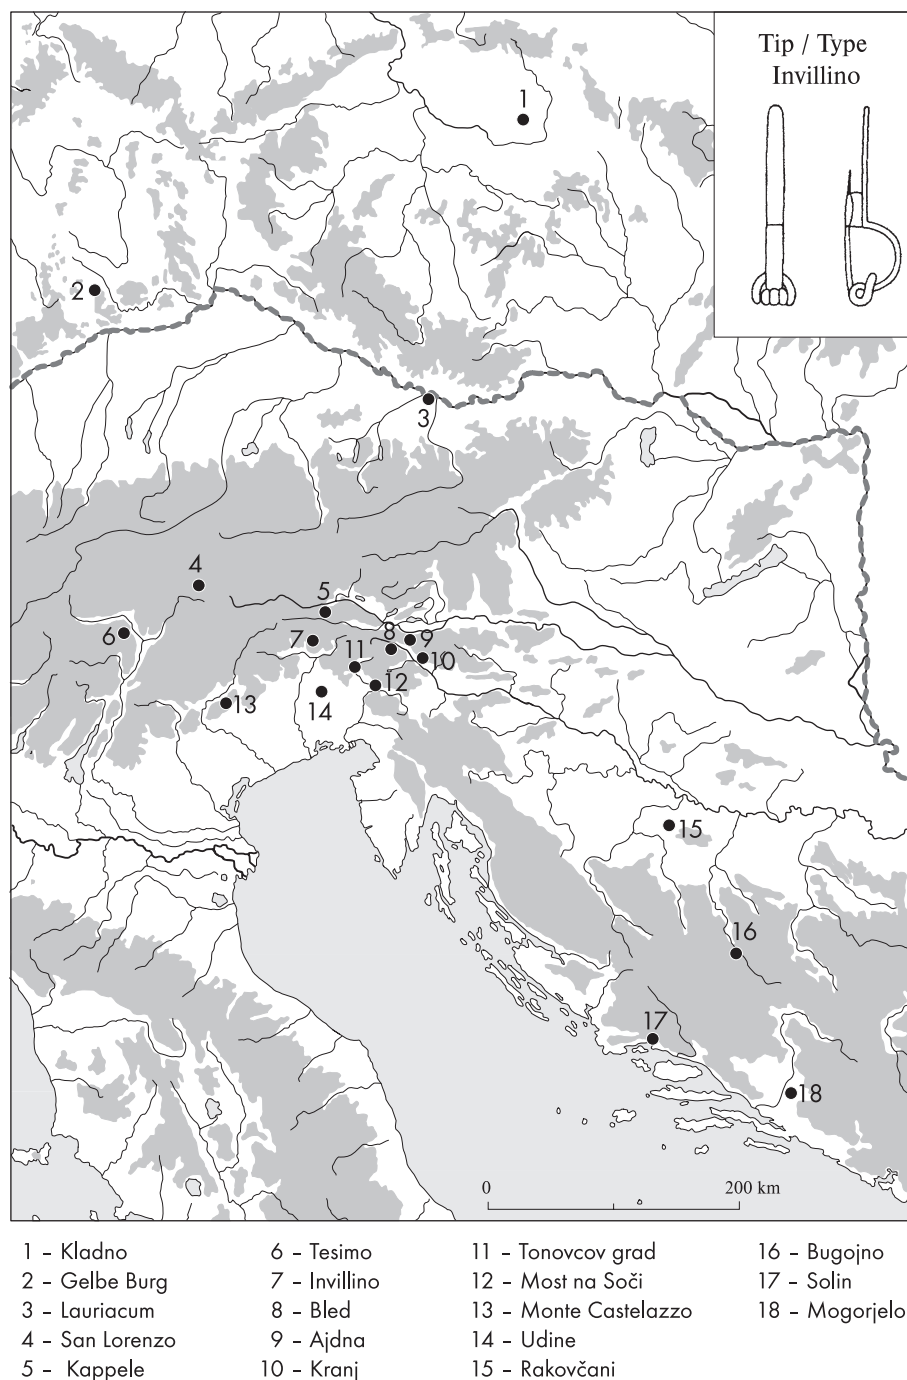 Tip / Type
Invillino
1
2
3
4
5
6
7
8
9
10
11
12
13
14
15
16
17
18
0 200 km
1 – Kladno
2 – Gelbe Burg
3 – Lauriacum
4 – San Lorenzo
5 – Kappele
6 – Tesimo
7 – Invillino
8 – Bled
9 – Ajdna
10 – Kranj
11 – Tonovcov grad
12 – Most na Soči
13 – Monte Castelazzo
14 – Udine
15 – Rakovčani
16 – Bugojno
17 – Solin
18 – Mogorjelo